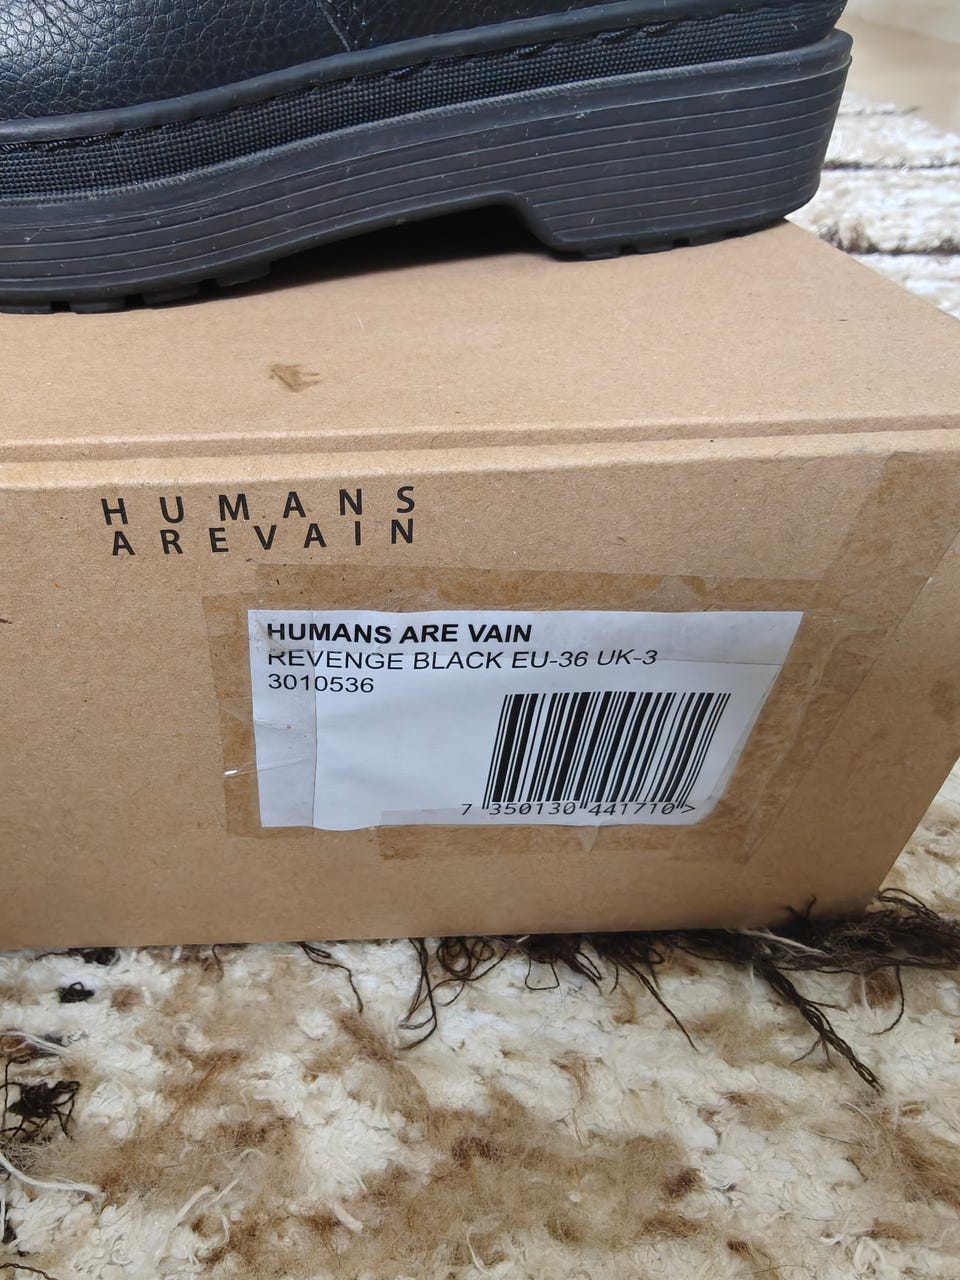 HUMANS
AREVAIN
HUMANS ARE VAIN
REVENGE BLACK EU-36 UK-3
3010536
7 350130 441710 >